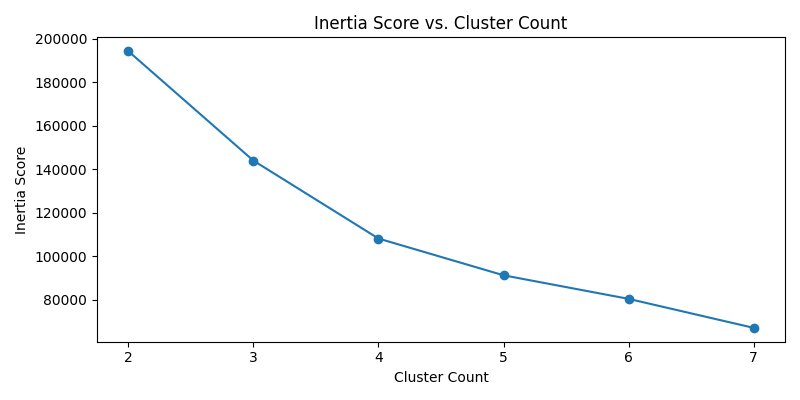 Inertia Score vs. Cluster Count
200000
180000
160000
140000
120000
100000
80000
Inertia Score
2 3 4 5 6 7
Cluster Count